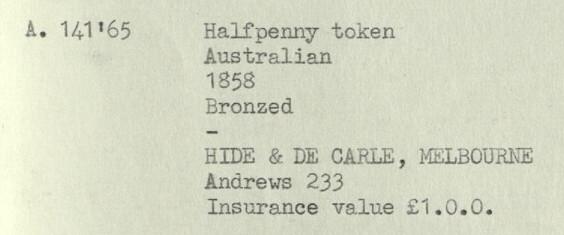 A. 141'65 Halfpenny token
Australian
1858
Bronzed
–
HIDE & DE CARLE, MELBOURNE
Andrews 233
Insurance value £1.0.0.